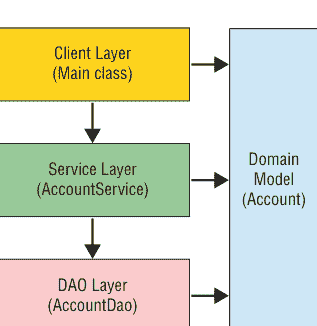 Client Layer
(Main class)
Service Layer
(AccountService)
Domain
Model
(Account)
DAO Layer
(AccountDao)